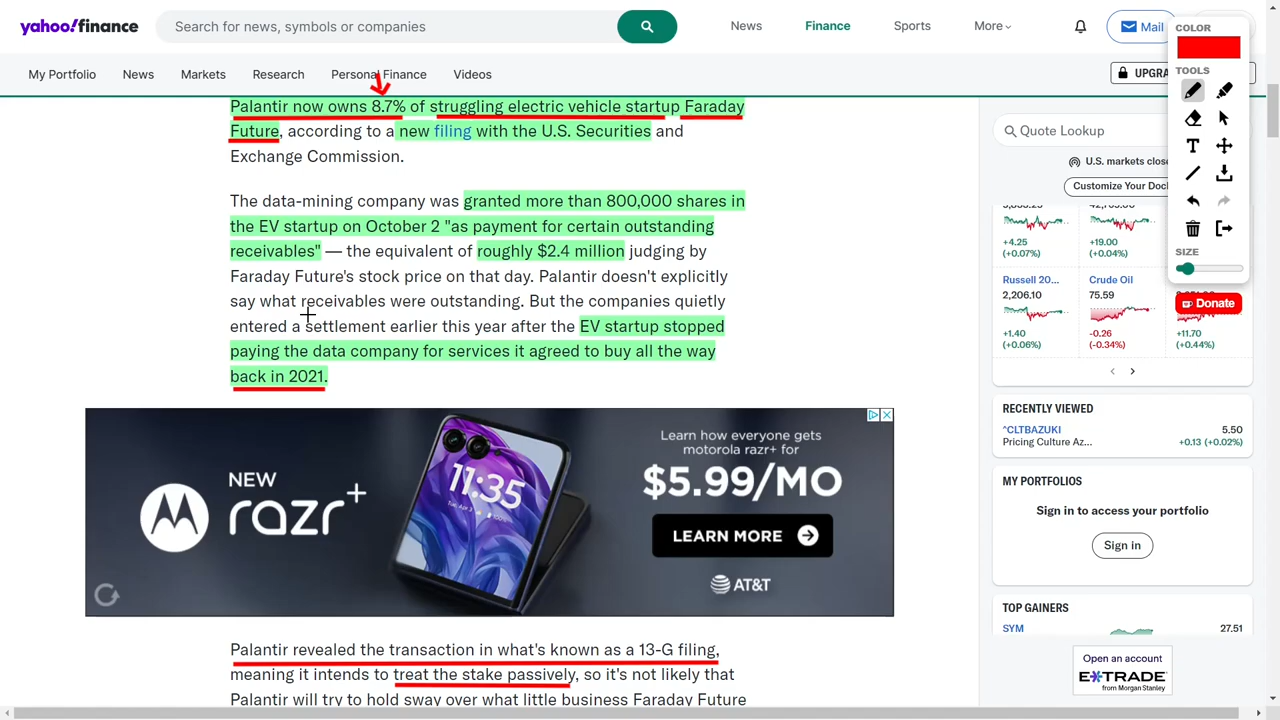 yahoo!finance
Search for news, symbols or companies
News
Finance
Sports
More
Mail
COLOR
My Portfolio
News
Markets
Research
Personal Finance
Videos
UPGRA
TOOLS
SIZE
Donate
Palantir now owns 8.7% of struggling electric vehicle startup Faraday
Future, according to a new filing with the U.S. Securities and
Exchange Commission.
The data-mining company was granted more than 800,000 shares in
the EV startup on October 2 "as payment for certain outstanding
receivables" — the equivalent of roughly $2.4 million judging by
Faraday Future's stock price on that day. Palantir doesn't explicitly
say what receivables were outstanding. But the companies quietly
entered a settlement earlier this year after the EV startup stopped
paying the data company for services it agreed to buy all the way
back in 2021.
NEW
razr+
11:35
Learn how everyone gets
motorola razr+ for
$5.99/MO
LEARN MORE
AT&T
Palantir revealed the transaction in what's known as a 13-G filing,
meaning it intends to treat the stake passively, so it's not likely that
Palantir will try to hold sway over what little business Faraday Future
Quote Lookup
U.S. markets close
Customize Your Doc
+4.25
(+0.07%)
+19.00
(+0.04%)
Russell 20...
2,206.10
+1.40
(+0.06%)
Crude Oil
75.59
-0.26
(-0.34%)
+11.70
(+0.44%)
RECENTLY VIEWED
^CLTBAZUKI
5.50
Pricing Culture Az...
+0.13 (+0.02%)
MY PORTFOLIOS
Sign in to access your portfolio
Sign in
TOP GAINERS
SYM
27.51
Open an account
E*TRADE
from Morgan Stanley